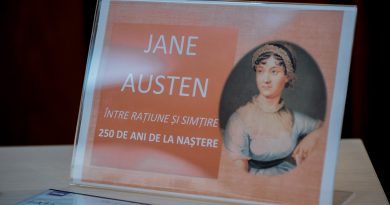 JANE
AUSTEN
ÎNTRE RAȚIUNE ȘI SIMȚIRE
250 DE ANI DE LA NAȘTERE